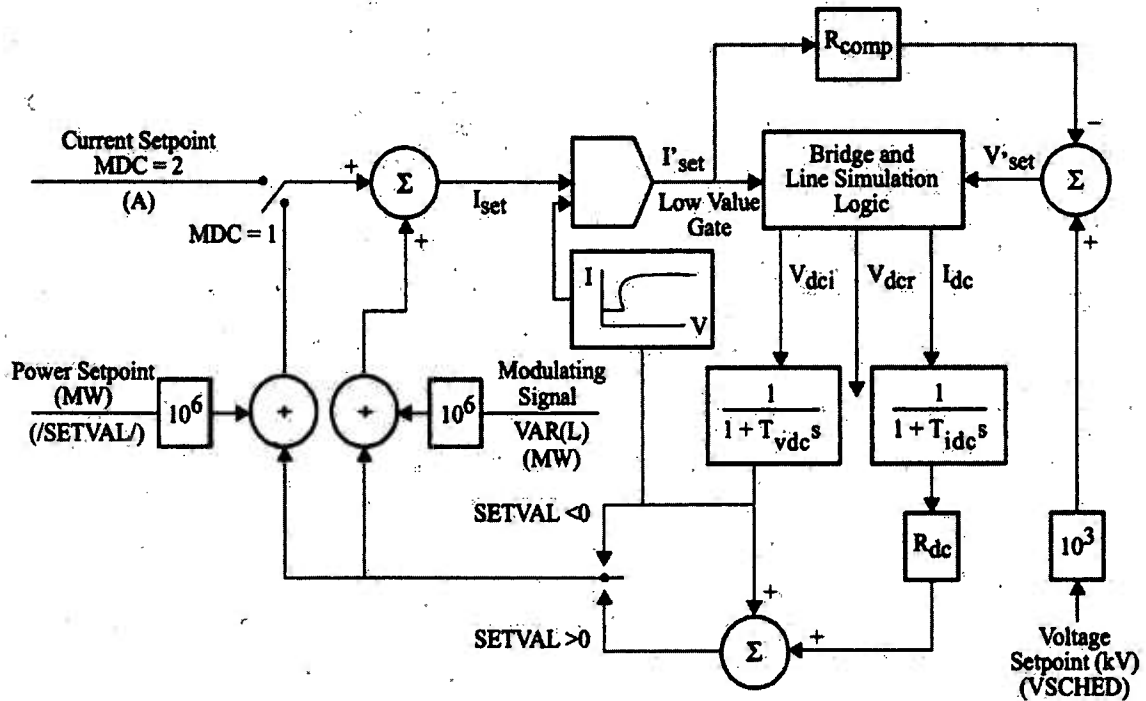 R_comp
Current Setpoint
MDC = 2
(A)
+
Σ
+
I_set
MDC = 1
I'_set
Low Value
Gate
Bridge and
Line Simulation
Logic
V'_set
−
Σ
+
I
V
V_dci
V_dcr
I_dc
Power Setpoint
(MW)
(/SETVAL/)
10^6
+
+
10^6
Modulating
Signal
VAR(L)
(MW)
1
1 + T_vdc s
1
1 + T_idc s
SETVAL <0
R_dc
10^3
SETVAL >0
+
Σ
+
Voltage
Setpoint (kV)
(VSCHED)